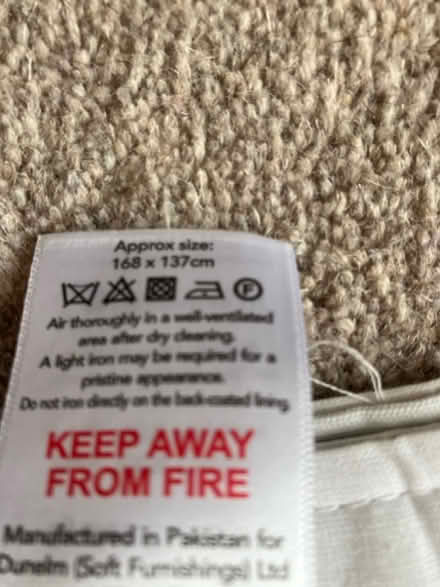 Approx size:
168 x 137cm
F
Air thoroughly in a well-ventilated
area after dry cleaning.
A light iron may be required for a
pristine appearance.
Do not iron directly on the back-coated lining.
KEEP AWAY
FROM FIRE
Manufactured in Pakistan for
Dunelm (Soft Furnishings) Ltd